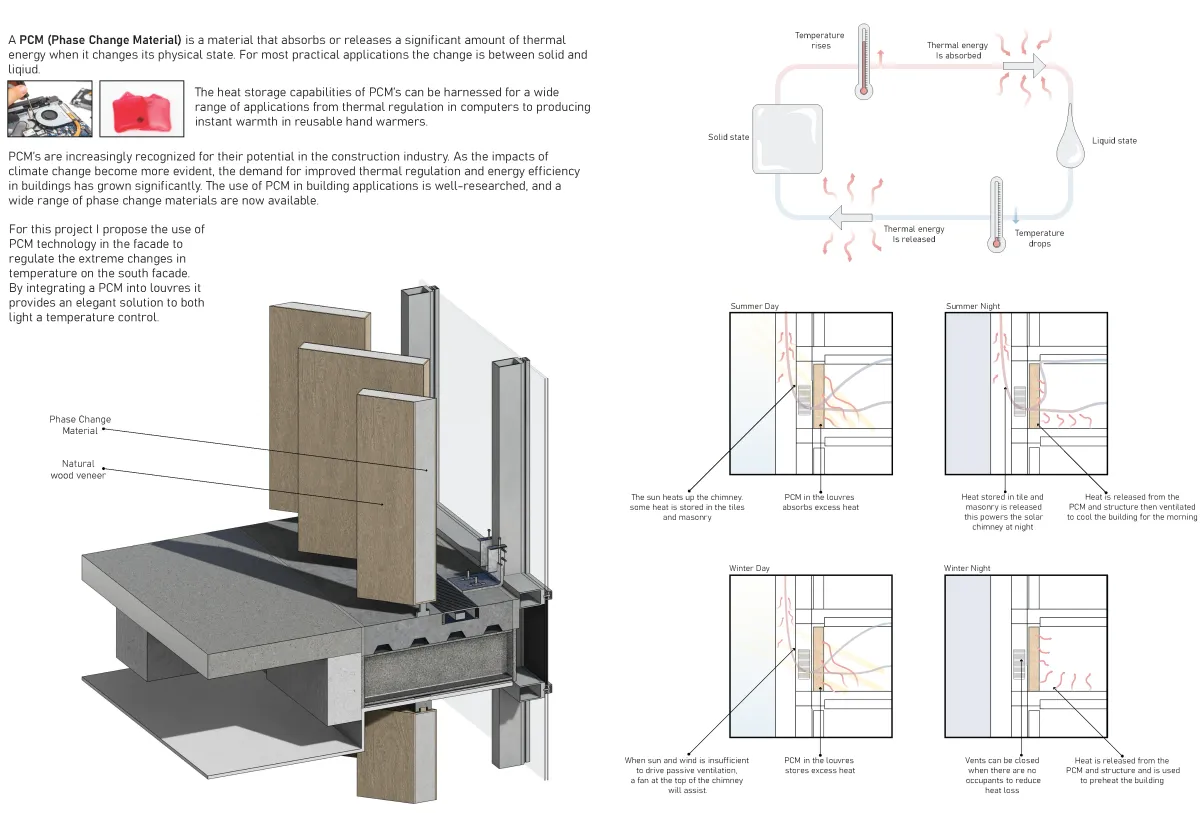 A PCM (Phase Change Material) is a material that absorbs or releases a significant amount of thermal
energy when it changes its physical state. For most practical applications the change is between solid and
liqiud.
The heat storage capabilities of PCM's can be harnessed for a wide
range of applications from thermal regulation in computers to producing
instant warmth in reusable hand warmers.
PCM's are increasingly recognized for their potential in the construction industry. As the impacts of
climate change become more evident, the demand for improved thermal regulation and energy efficiency
in buildings has grown significantly. The use of PCM in building applications is well-researched, and a
wide range of phase change materials are now available.
For this project I propose the use of
PCM technology in the facade to
regulate the extreme changes in
temperature on the south facade.
By integrating a PCM into louvres it
provides an elegant solution to both
light a temperature control.
Phase Change
Material
Natural
wood veneer
Temperature
rises
Thermal energy
Is absorbed
Solid state
Liquid state
Thermal energy
Is released
Temperature
drops
Summer Day
The sun heats up the chimney.
some heat is stored in the tiles
and masonry
PCM in the louvres
absorbs excess heat
Summer Night
Heat stored in tile and
masonry is released
this powers the solar
chimney at night
Heat is released from the
PCM and structure then ventilated
to cool the building for the morning
Winter Day
When sun and wind is insufficient
to drive passive ventilation,
a fan at the top of the chimney
will assist
PCM in the louvres
stores excess heat
Winter Night
Vents can be closed
when there are no
occupants to reduce
heat loss
Heat is released from the
PCM and structure and is used
to preheat the building